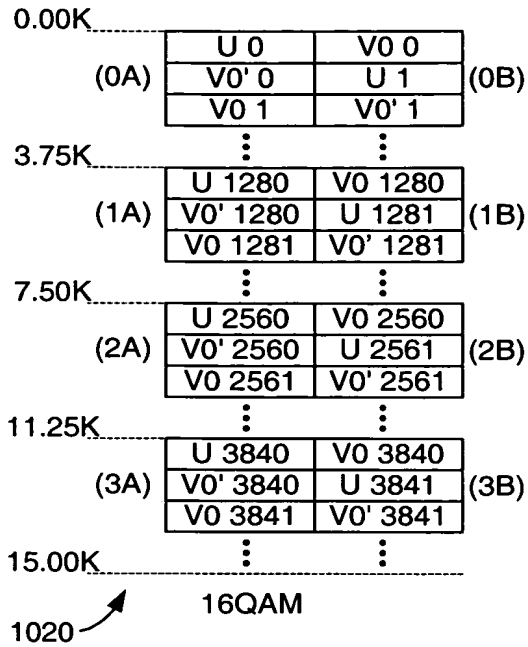 0.00K
U 0 V0 0
(0A) V0' 0 U 1 (0B)
V0 1 V0' 1
3.75K
U 1280 V0 1280
(1A) V0' 1280 U 1281 (1B)
V0 1281 V0' 1281
7.50K
U 2560 V0 2560
(2A) V0' 2560 U 2561 (2B)
V0 2561 V0' 2561
11.25K
U 3840 V0 3840
(3A) V0' 3840 U 3841 (3B)
V0 3841 V0' 3841
15.00K
16QAM
1020